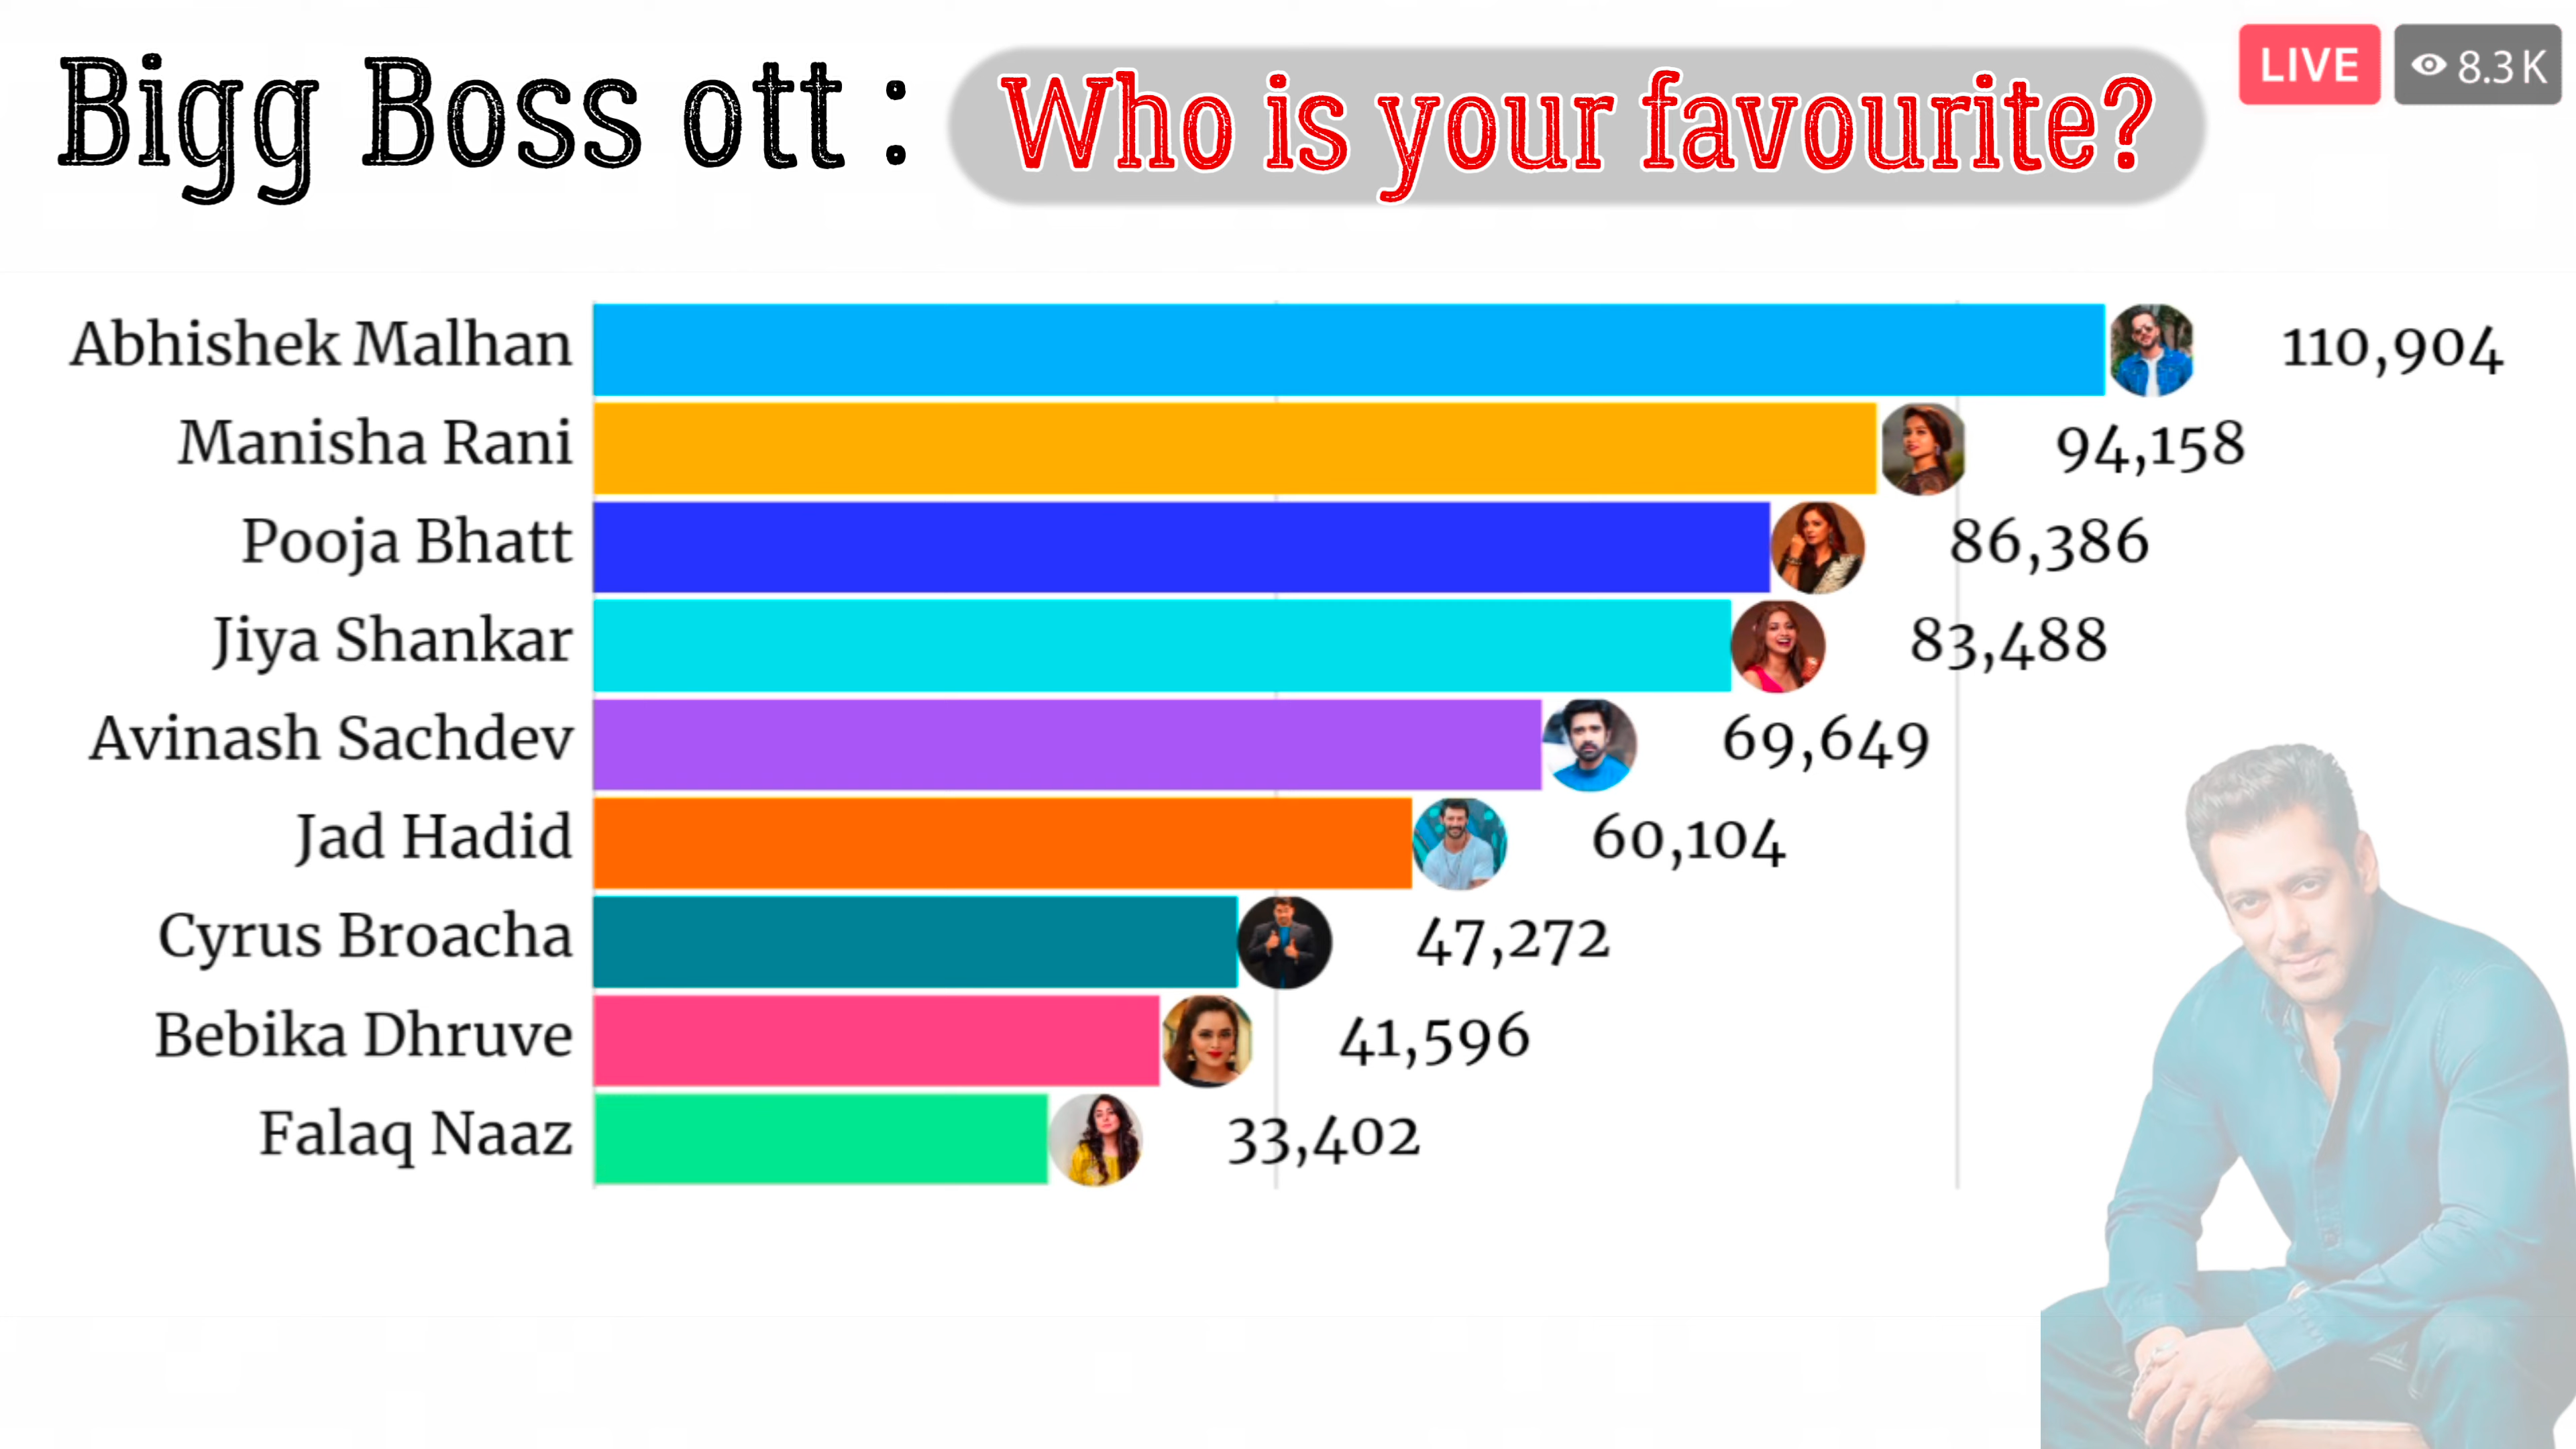 Bigg Boss ott : Who is your favourite?
LIVE 8.3K
Abhishek Malhan 110,904
Manisha Rani 94,158
Pooja Bhatt 86,386
Jiya Shankar 83,488
Avinash Sachdev 69,649
Jad Hadid 60,104
Cyrus Broacha 47,272
Bebika Dhruve 41,596
Falaq Naaz 33,402